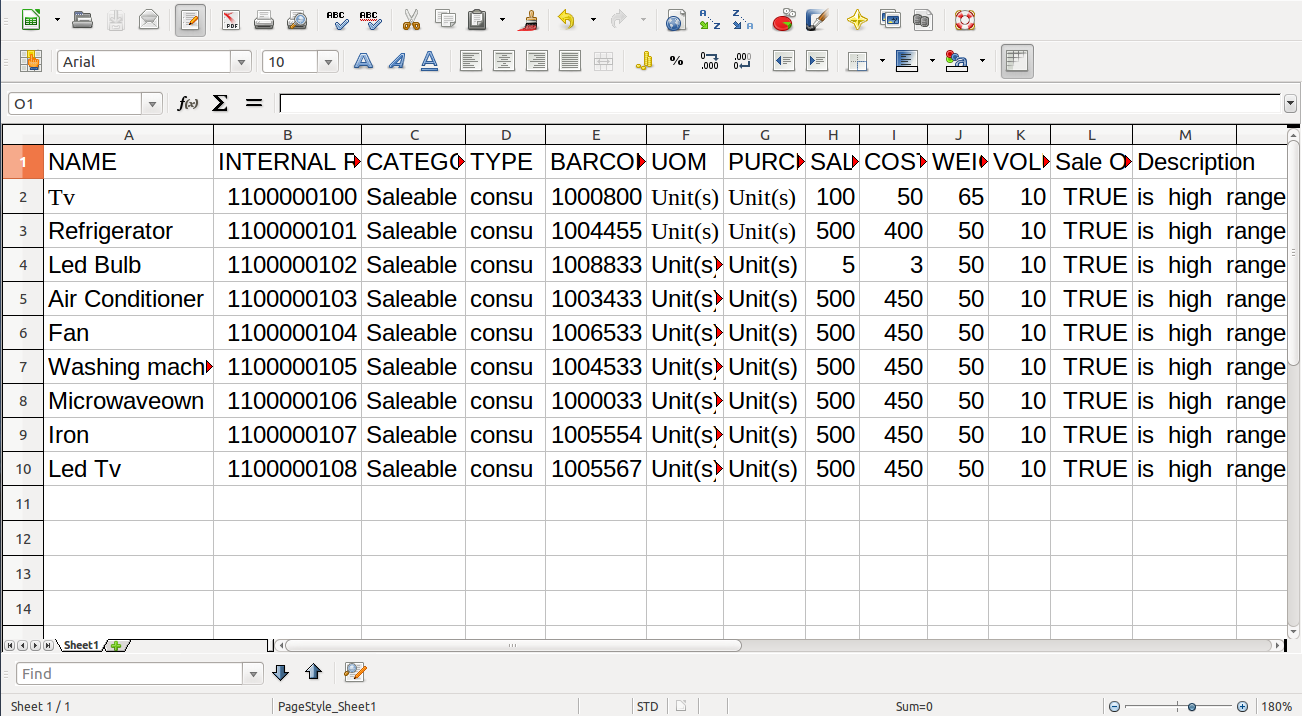 ABC ABC
Arial 10 A A A % 0.000 .000 0
O1 f(x) Σ =
A B C D E F G H I J K L M
1 NAME INTERNAL R CATEGO TYPE BARCO UOM PURC SAL COST WEI VOL Sale O Description
2 Tv 1100000100 Saleable consu 1000800 Unit(s) Unit(s) 100 50 65 10 TRUE is high range
3 Refrigerator 1100000101 Saleable consu 1004455 Unit(s) Unit(s) 500 400 50 10 TRUE is high range
4 Led Bulb 1100000102 Saleable consu 1008833 Unit(s) Unit(s) 5 3 50 10 TRUE is high range
5 Air Conditioner 1100000103 Saleable consu 1003433 Unit(s) Unit(s) 500 450 50 10 TRUE is high range
6 Fan 1100000104 Saleable consu 1006533 Unit(s) Unit(s) 500 450 50 10 TRUE is high range
7 Washing mach 1100000105 Saleable consu 1004533 Unit(s) Unit(s) 500 450 50 10 TRUE is high range
8 Microwaveown 1100000106 Saleable consu 1000033 Unit(s) Unit(s) 500 450 50 10 TRUE is high range
9 Iron 1100000107 Saleable consu 1005554 Unit(s) Unit(s) 500 450 50 10 TRUE is high range
10 Led Tv 1100000108 Saleable consu 1005567 Unit(s) Unit(s) 500 450 50 10 TRUE is high range
11
12
13
14
Sheet1
Find
Sheet 1 / 1 PageStyle_Sheet1 STD Sum=0 180%